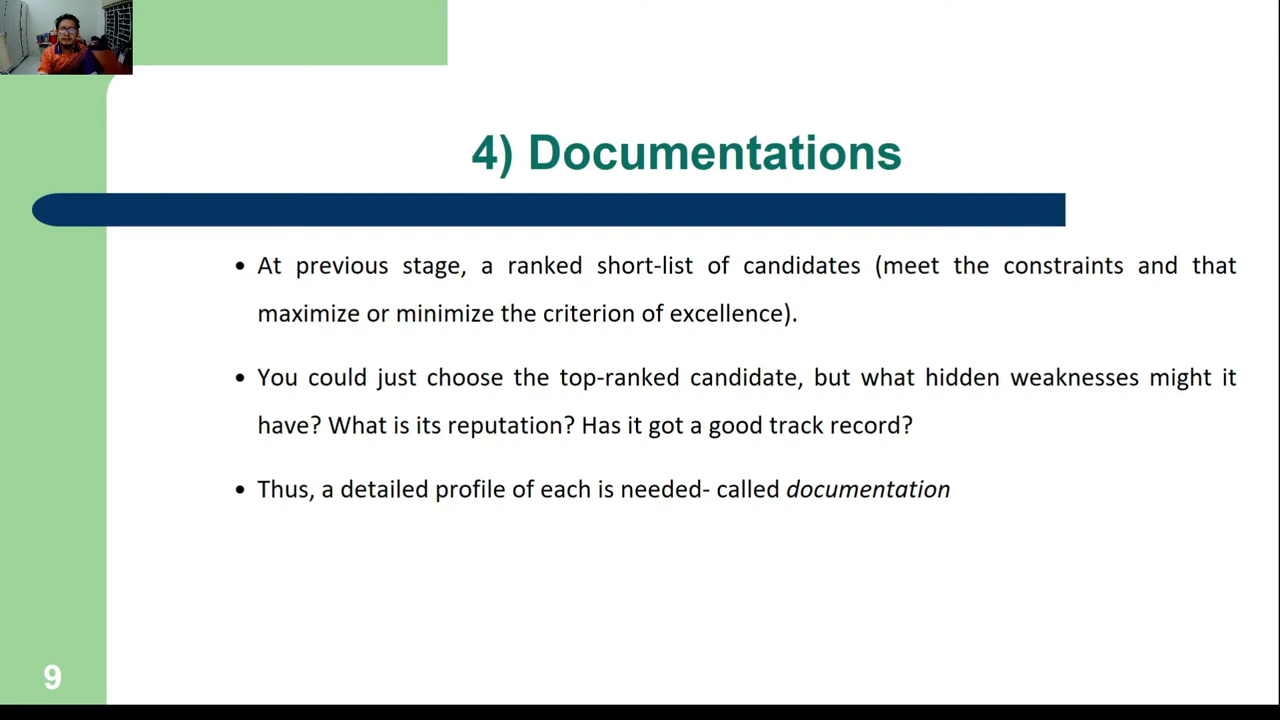 4) Documentations
• At previous stage, a ranked short-list of candidates (meet the constraints and that
maximize or minimize the criterion of excellence).
• You could just choose the top-ranked candidate, but what hidden weaknesses might it
have? What is its reputation? Has it got a good track record?
• Thus, a detailed profile of each is needed- called documentation
9